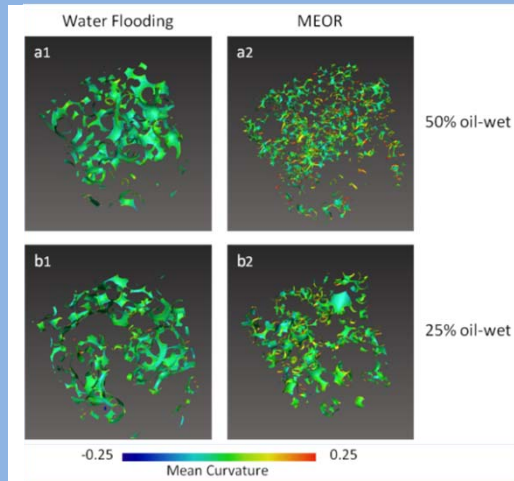 Water Flooding
MEOR
a1
a2
50% oil-wet
b1
b2
25% oil-wet
-0.25
0.25
Mean Curvature